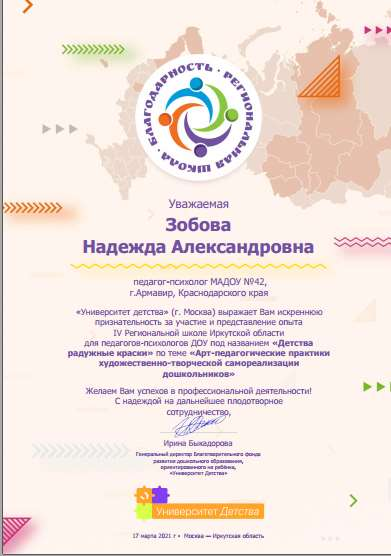 БЛАГОДАРНОСТЬ · РЕГИОНАЛЬНАЯ ШКОЛА ·
Уважаемая
Зобова
Надежда Александровна
педагог-психолог МАДОУ №42,
г.Армавир, Краснодарского края
«Университет детства» (г. Москва) выражает Вам искреннюю
признательность за участие и представление опыта
IV Региональной школе Иркутской области
для педагогов-психологов ДОУ под названием «Детства
радужные краски» по теме «Арт-педагогические практики
художественно-творческой самореализации
дошкольников»
Желаем Вам успехов в профессиональной деятельности!
С надеждой на дальнейшее плодотворное
сотрудничество,
Ирина Быкадорова
Генеральный директор Благотворительного фонда
развития дошкольного образования,
ориентированного на ребёнка,
«Университет Детства»
Университет Детства
17 марта 2021 г • Москва — Иркутская область